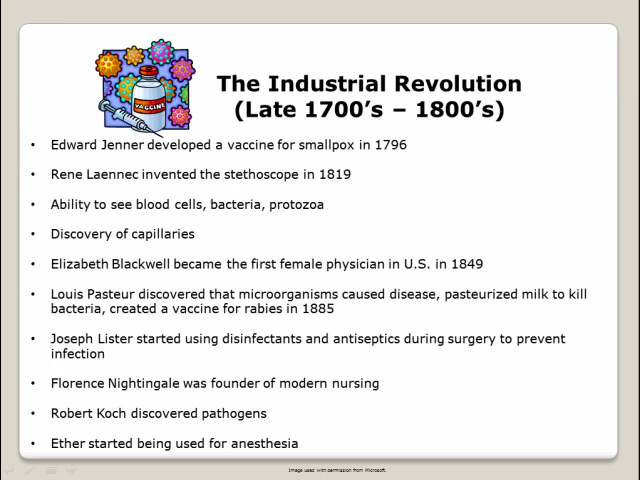 VACCINE
The Industrial Revolution
(Late 1700’s – 1800’s)
• Edward Jenner developed a vaccine for smallpox in 1796
• Rene Laennec invented the stethoscope in 1819
• Ability to see blood cells, bacteria, protozoa
• Discovery of capillaries
• Elizabeth Blackwell became the first female physician in U.S. in 1849
• Louis Pasteur discovered that microorganisms caused disease, pasteurized milk to kill
bacteria, created a vaccine for rabies in 1885
• Joseph Lister started using disinfectants and antiseptics during surgery to prevent
infection
• Florence Nightingale was founder of modern nursing
• Robert Koch discovered pathogens
• Ether started being used for anesthesia
Image used with permission from Microsoft.